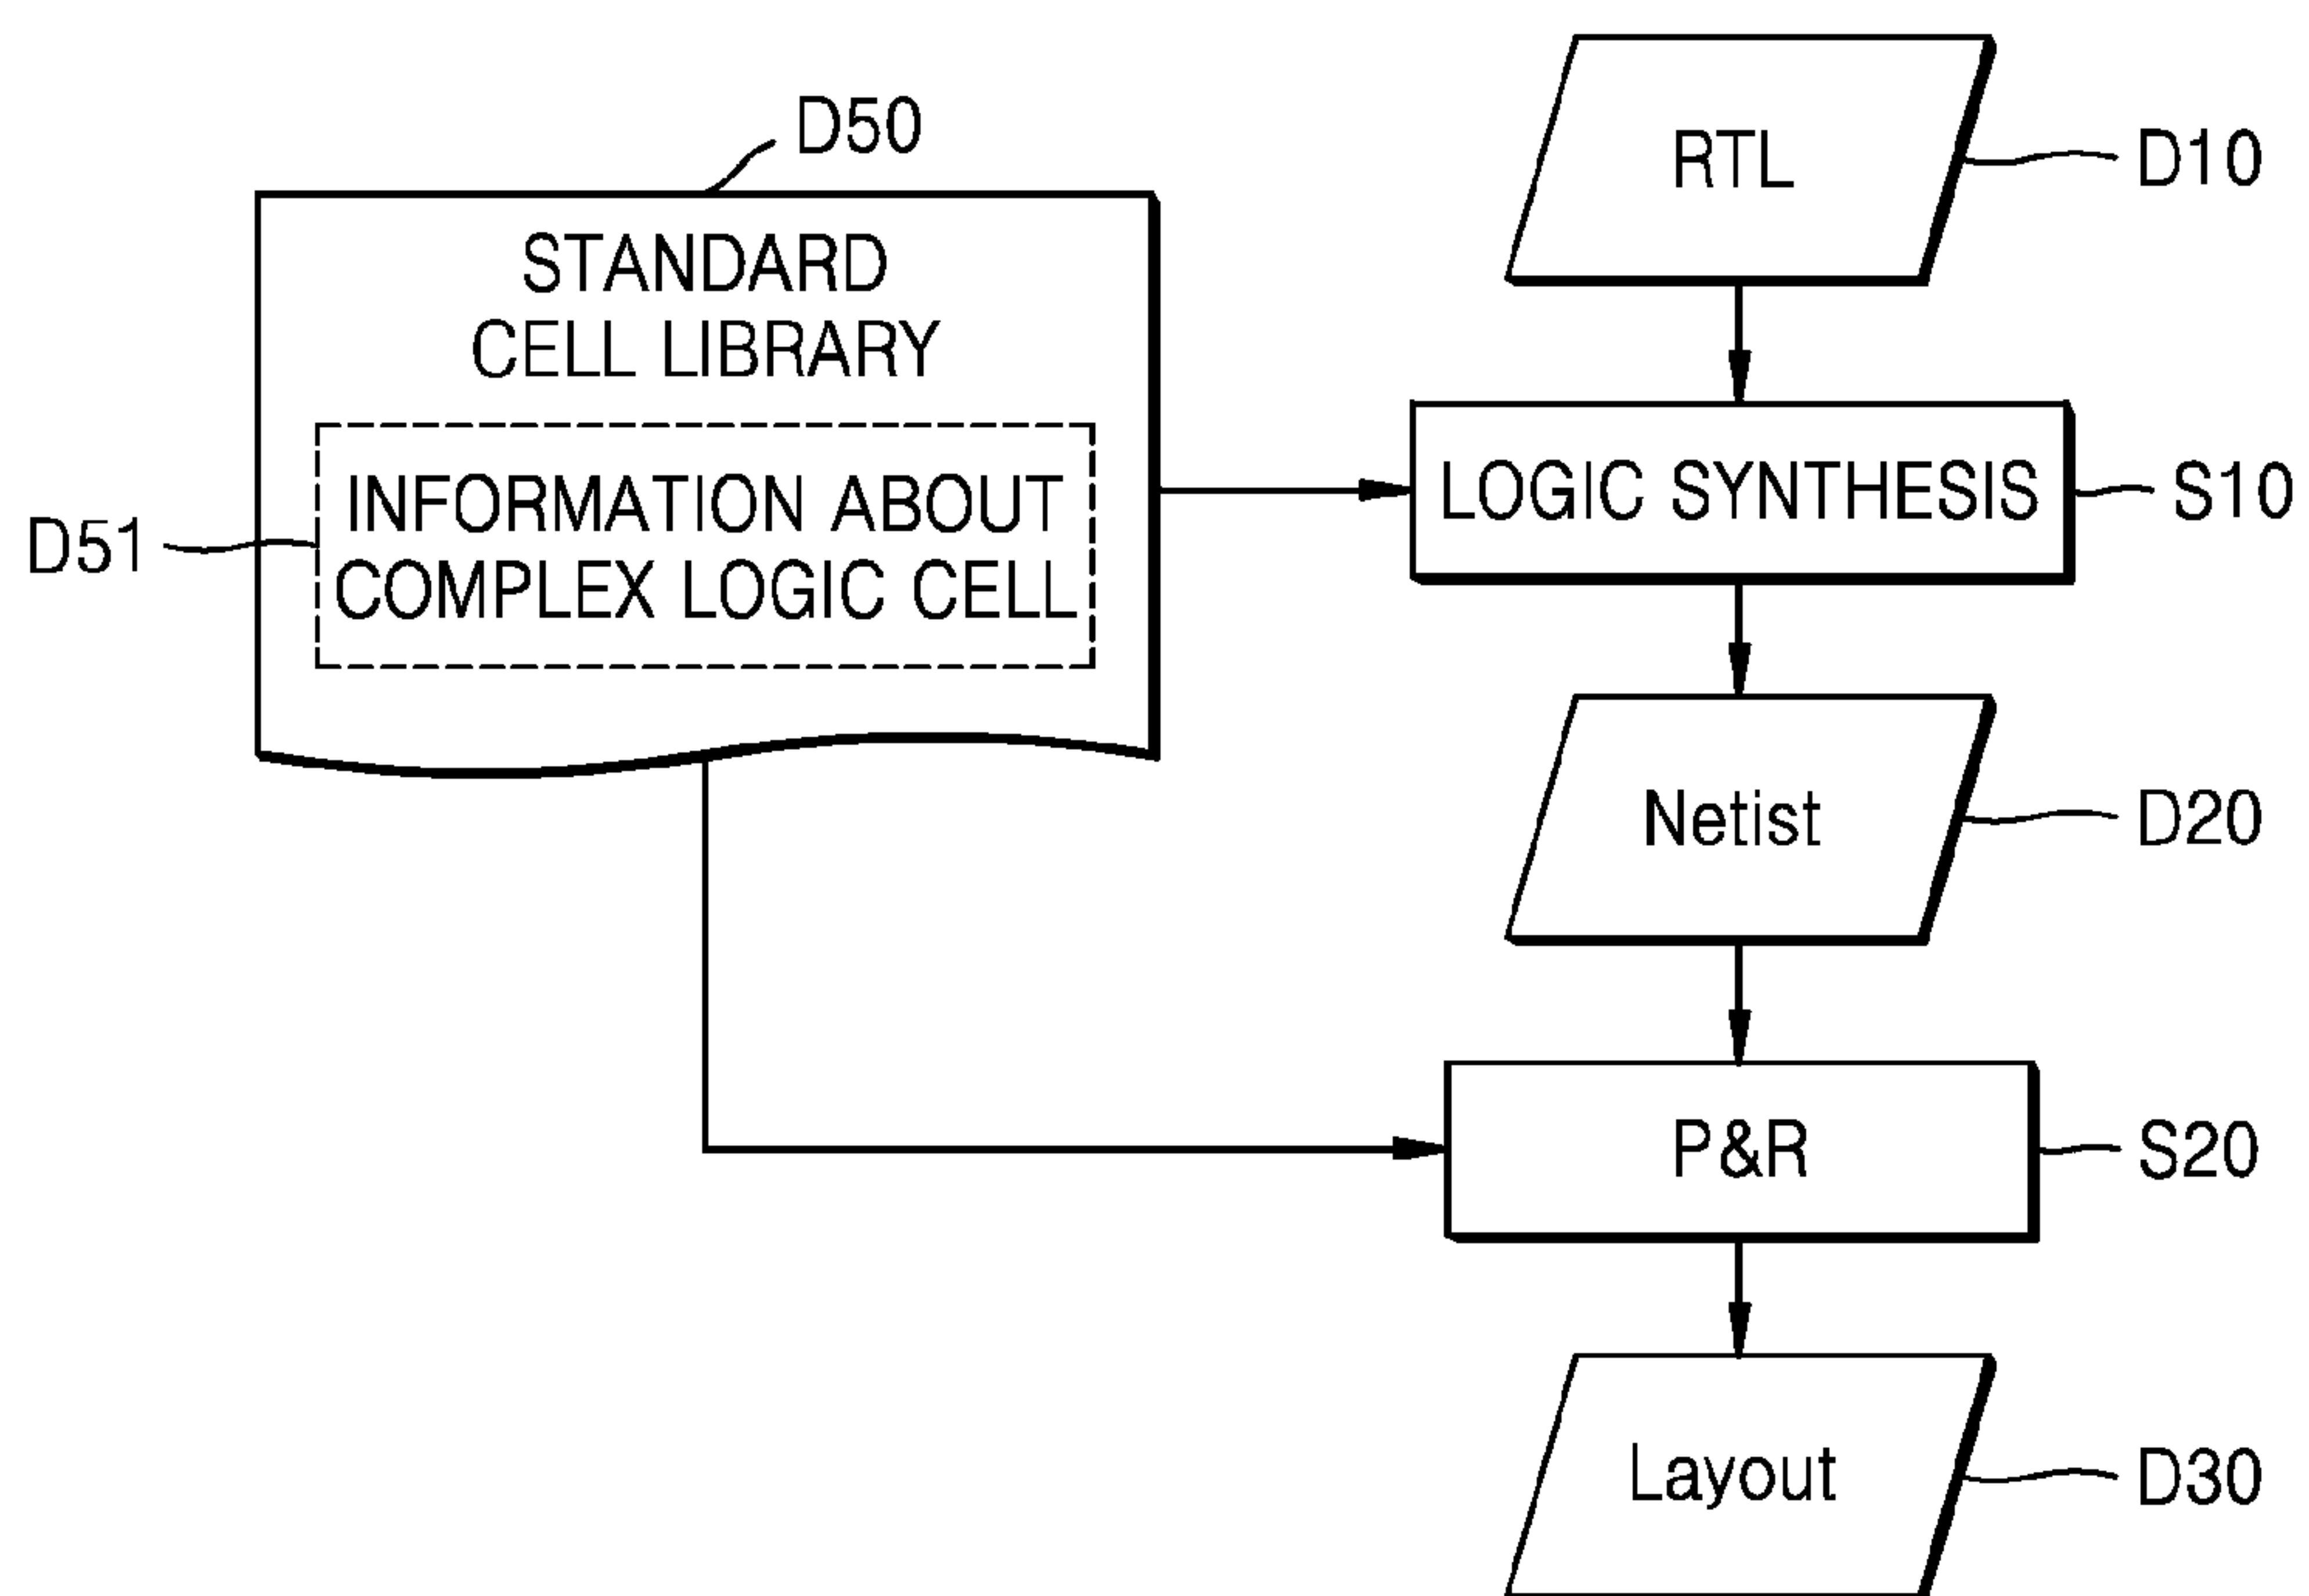 D50
RTL
D10
STANDARD
CELL LIBRARY
INFORMATION ABOUT
COMPLEX LOGIC CELL
D51
LOGIC SYNTHESIS
S10
Netist
D20
P&R
S20
Layout
D30